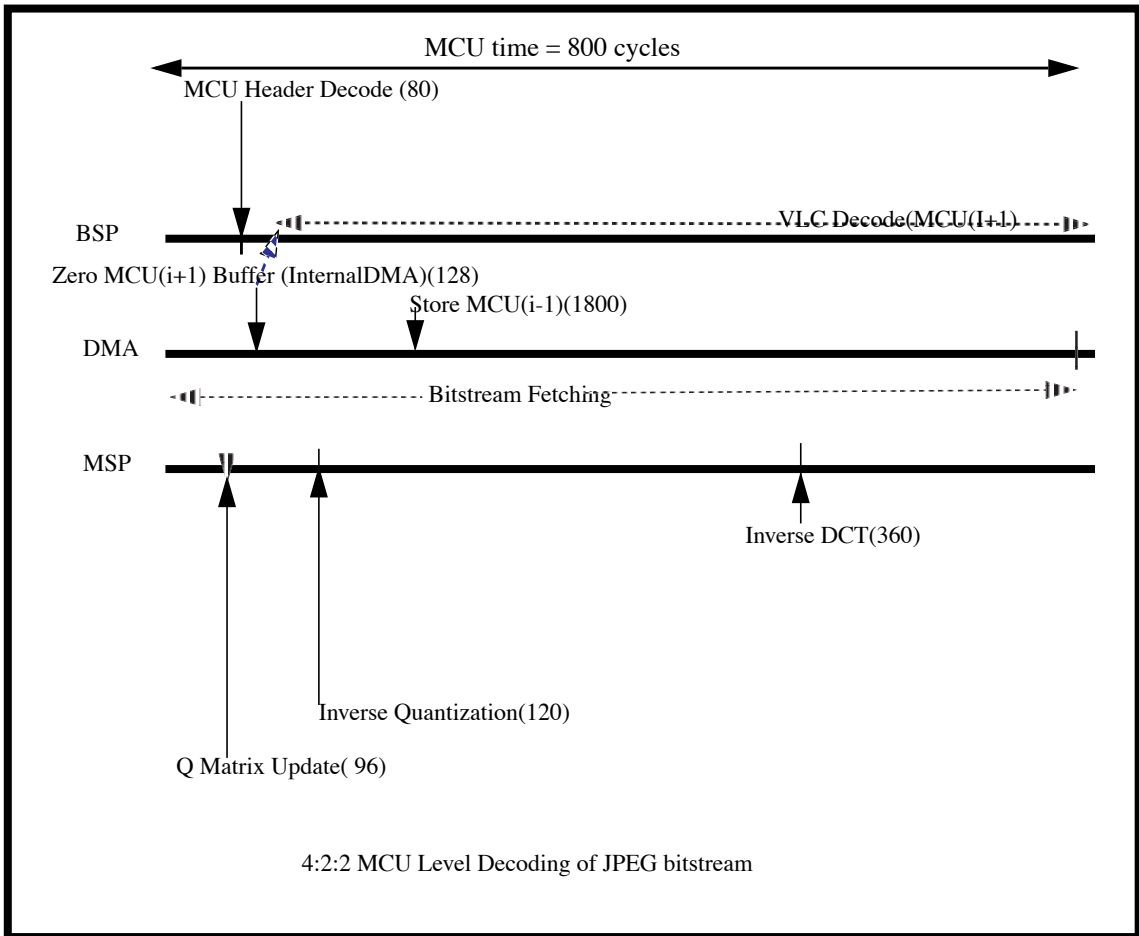 MCU time = 800 cycles
MCU Header Decode (80)
VLC Decode(MCU(I+1)
BSP
Zero MCU(i+1) Buffer (InternalDMA)(128)
Store MCU(i-1)(1800)
DMA
Bitstream Fetching
MSP
Inverse DCT(360)
Inverse Quantization(120)
Q Matrix Update( 96)
4:2:2 MCU Level Decoding of JPEG bitstream